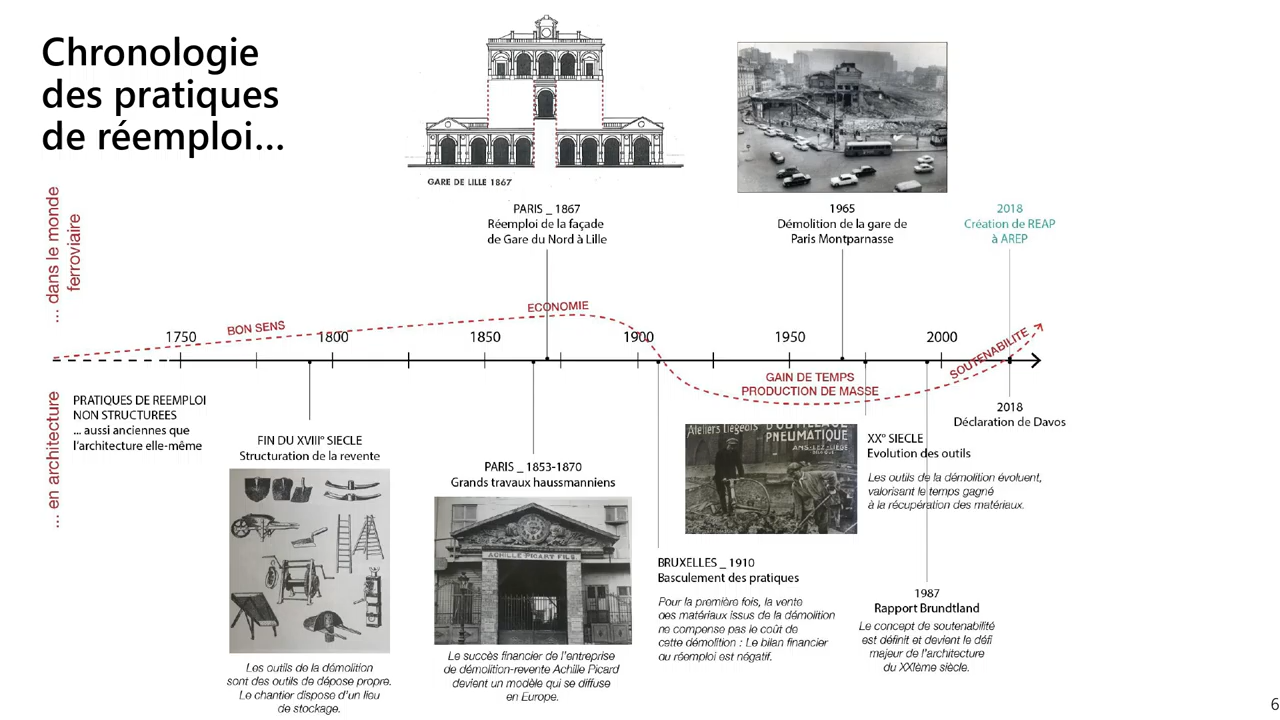 Chronologie
des pratiques
de réemploi...
GARE DE LILLE 1867
... dans le monde
ferroviaire
PARIS _ 1867
Réemploi de la façade
de Gare du Nord à Lille
1965
Démolition de la gare de
Paris Montparnasse
2018
Création de REAP
à AREP
BON SENS
ECONOMIE
1750
1800
1850
1900
1950
2000
SOUTENABILITE
GAIN DE TEMPS
PRODUCTION DE MASSE
... en architecture
PRATIQUES DE REEMPLOI
NON STRUCTUREES
... aussi anciennes que
l'architecture elle-même
FIN DU XVIII° SIECLE
Structuration de la revente
Les outils de la démolition
sont des outils de dépose propre.
Le chantier dispose d'un lieu
de stockage.
PARIS _ 1853-1870
Grands travaux haussmanniens
ACHILLE PICART FILS.
Le succès financier de l'entreprise
de démolition-revente Achille Picard
devient un modèle qui se diffuse
en Europe.
Ateliers Liégeois
D'OUTILLAGE
PNEUMATIQUE
ANS-LEZ-LIEGE
BRUXELLES _ 1910
Basculement des pratiques
Pour la première fois, la vente
des matériaux issus de la démolition
ne compense pas le coût de
cette démolition : Le bilan financier
du réemploi est négatif.
XX° SIECLE
Evolution des outils
Les outils de la démolition évoluent,
valorisant le temps gagné
à la récupération des matériaux.
1987
Rapport Brundtland
Le concept de soutenabilité
est définit et devient le défi
majeur de l'architecture
du XXIème siècle.
2018
Déclaration de Davos
6